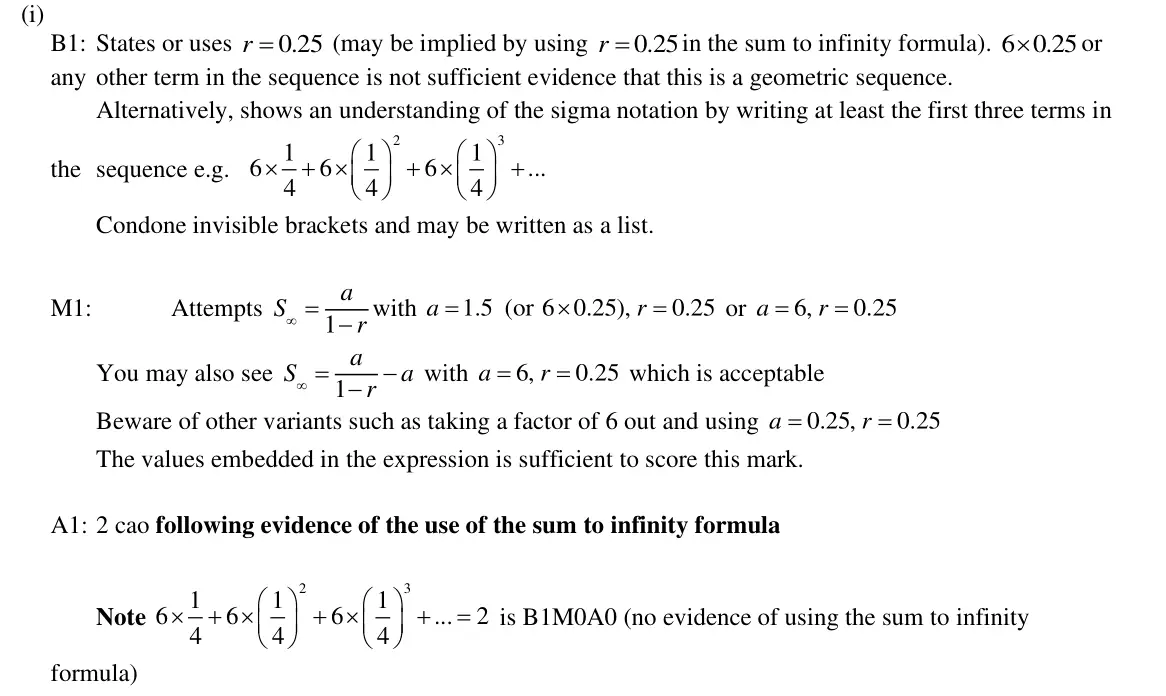 (i)
B1: States or uses r = 0.25 (may be implied by using r = 0.25 in the sum to infinity formula). 6×0.25 or
any other term in the sequence is not sufficient evidence that this is a geometric sequence.
Alternatively, shows an understanding of the sigma notation by writing at least the first three terms in
the sequence e.g. 6×1/4+6×(1/4)²+6×(1/4)³+...
Condone invisible brackets and may be written as a list.
M1: Attempts S∞ = a/(1−r) with a = 1.5 (or 6×0.25), r = 0.25 or a = 6, r = 0.25
You may also see S∞ = a/(1−r) − a with a = 6, r = 0.25 which is acceptable
Beware of other variants such as taking a factor of 6 out and using a = 0.25, r = 0.25
The values embedded in the expression is sufficient to score this mark.
A1: 2 cao following evidence of the use of the sum to infinity formula
Note 6×1/4+6×(1/4)²+6×(1/4)³+...= 2 is B1M0A0 (no evidence of using the sum to infinity
formula)